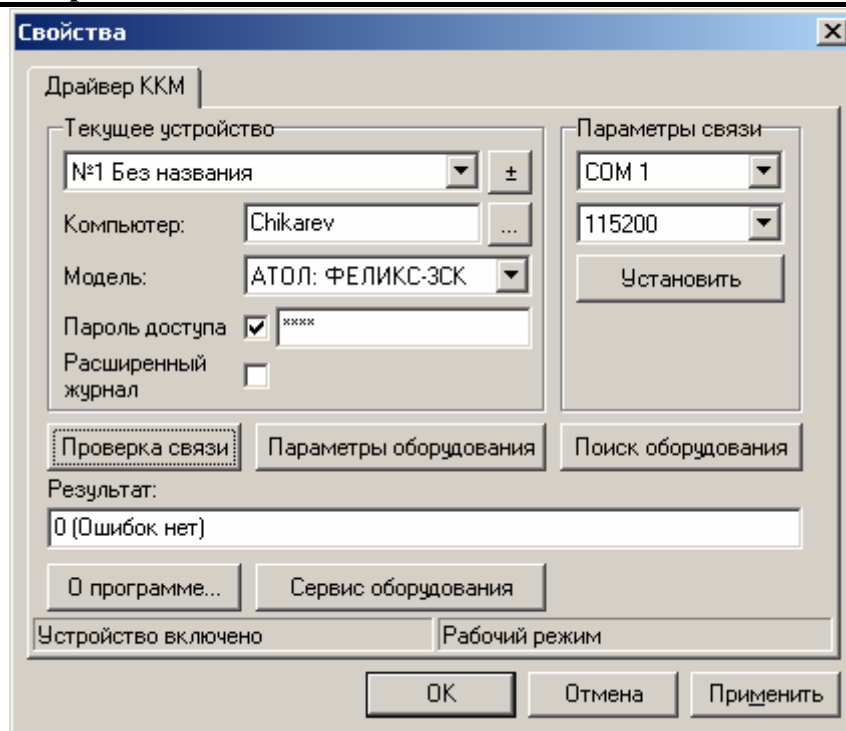 Свойства
Драйвер ККМ
Текущее устройство
Параметры связи
№1 Без названия
±
COM 1
Компьютер:
Chikarev
...
115200
Модель:
АТОЛ: ФЕЛИКС-3СК
Установить
Пароль доступа
****
Расширенный
журнал
Проверка связи
Параметры оборудования
Поиск оборудования
Результат:
0 (Ошибок нет)
О программе...
Сервис оборудования
Устройство включено
Рабочий режим
OK
Отмена
Применить